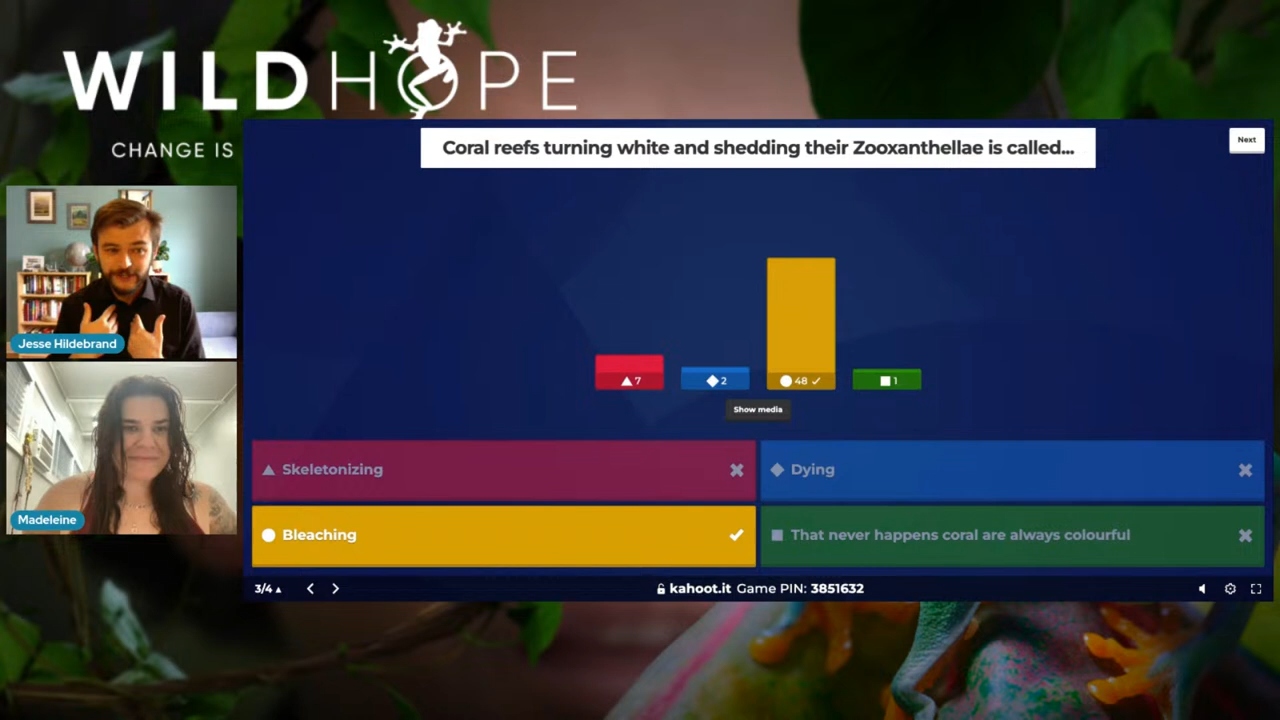 WILD HOPE
CHANGE IS
Coral reefs turning white and shedding their Zooxanthellae is called...
Next
Jesse Hildebrand
Madeleine
7
2
48
1
Show media
Skeletonizing
Dying
Bleaching
That never happens coral are always colourful
3/4
kahoot.it Game PIN: 3851632